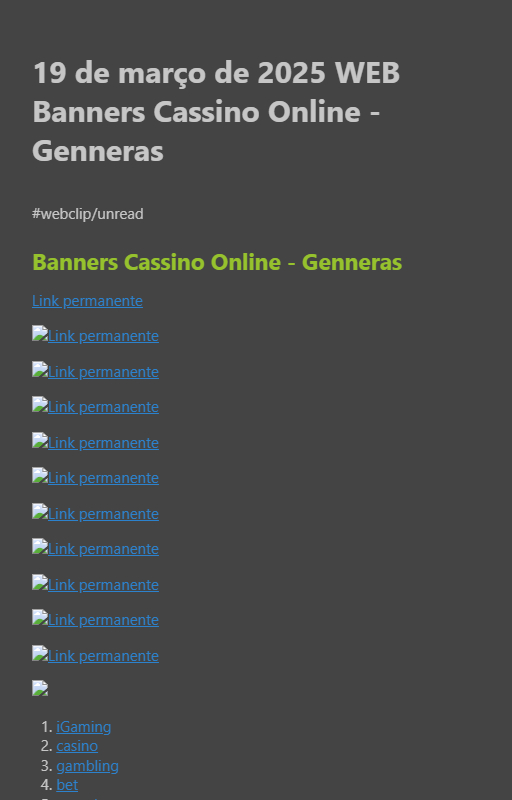 19 de março de 2025 WEB
Banners Cassino Online -
Genneras
#webclip/unread
Banners Cassino Online - Genneras
Link permanente
Link permanente
Link permanente
Link permanente
Link permanente
Link permanente
Link permanente
Link permanente
Link permanente
Link permanente
Link permanente
1. iGaming
2. casino
3. gambling
4. bet